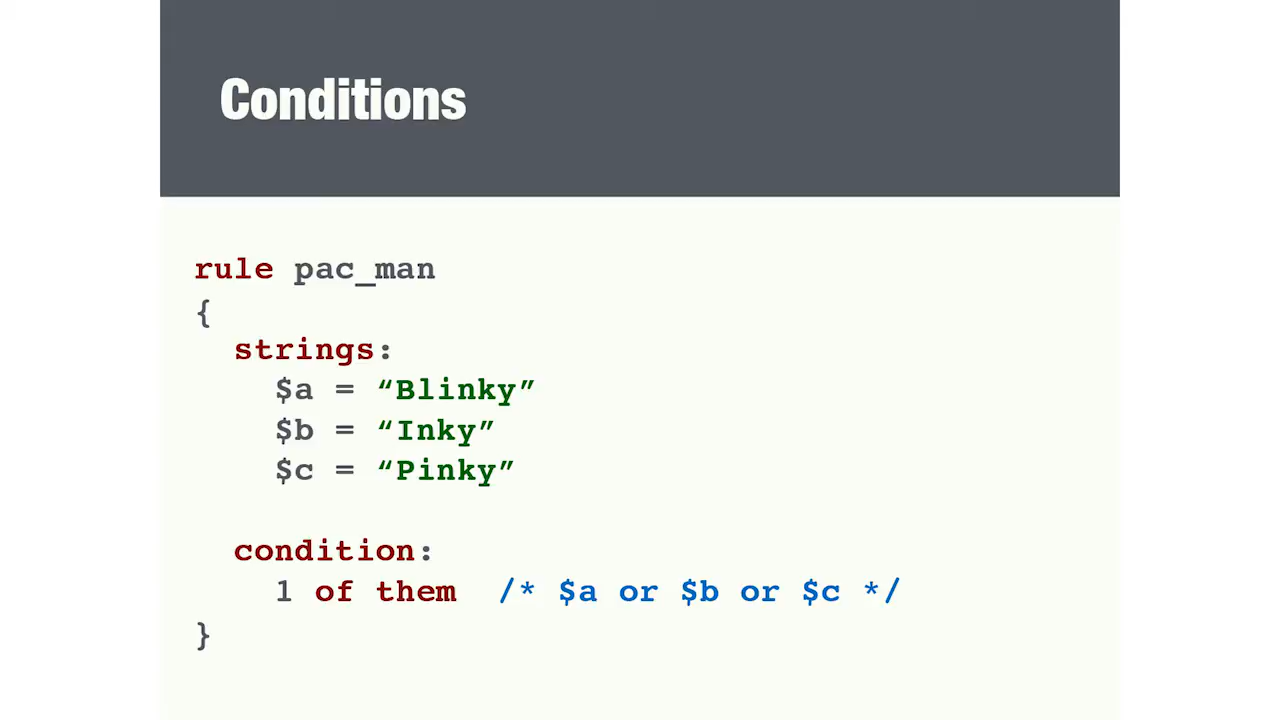 Conditions
rule pac_man
{
strings:
$a = “Blinky”
$b = “Inky”
$c = “Pinky”
condition:
1 of them /* $a or $b or $c */
}